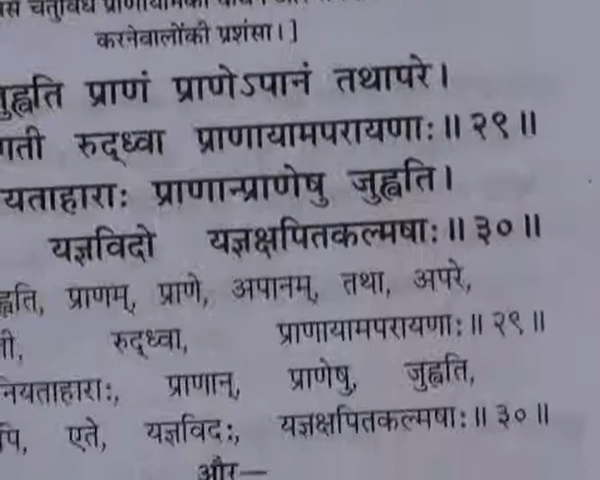 चतुर्विध प्राणायामका
करनेवालोंकी प्रशंसा।]
प्राणं प्राणेऽपानं तथापरे।
रुद्ध्वा प्राणायामपरायणाः॥२९॥
यताहाराः प्राणान्प्राणेषु जुह्वति।
यज्ञविदो यज्ञक्षपितकल्मषाः॥३०॥
ह्वति, प्राणम्, प्राणे, अपानम्, तथा, अपरे,
रुद्ध्वा, प्राणायामपरायणाः॥२९॥
नियताहाराः, प्राणान्, प्राणेषु, जुह्वति,
पि, एते, यज्ञविदः, यज्ञक्षपितकल्मषाः॥३०॥
और—